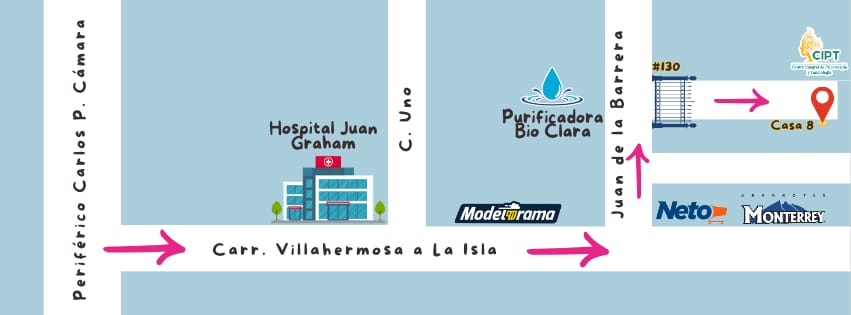 Periférico Carlos P. Cámara
Hospital Juan
Graham
C. Uno
Purificadora
Bio Clara
Modelorama
Carr. Villahermosa a La Isla
Juan de la Barrera
#130
CIPT
Casa 8
Neto
ABARROTES
MONTERREY